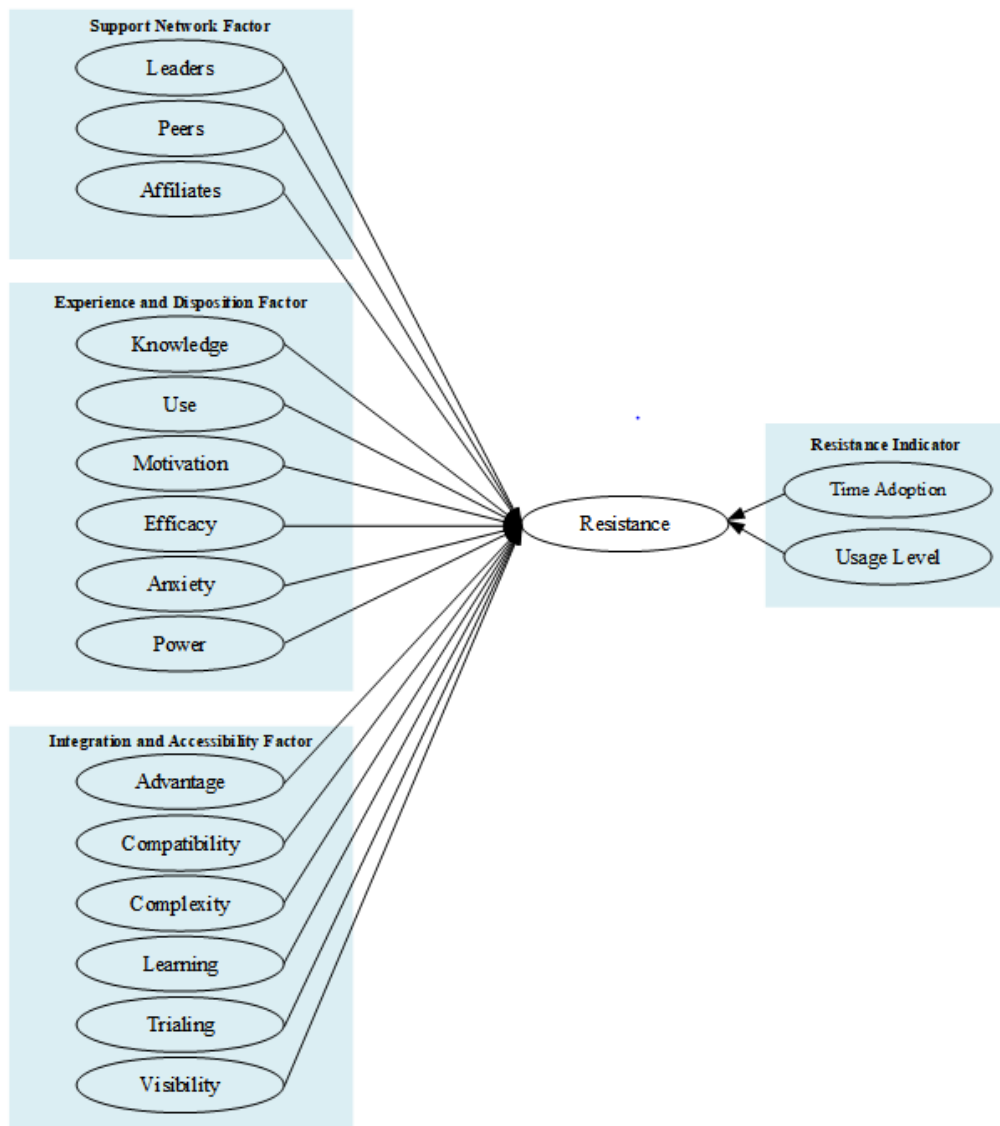 Support Network Factor
Leaders
Peers
Affiliates
Experience and Disposition Factor
Knowledge
Use
Motivation
Efficacy
Anxiety
Power
Integration and Accessibility Factor
Advantage
Compatibility
Complexity
Learning
Trialing
Visibility
Resistance
Resistance Indicator
Time Adoption
Usage Level